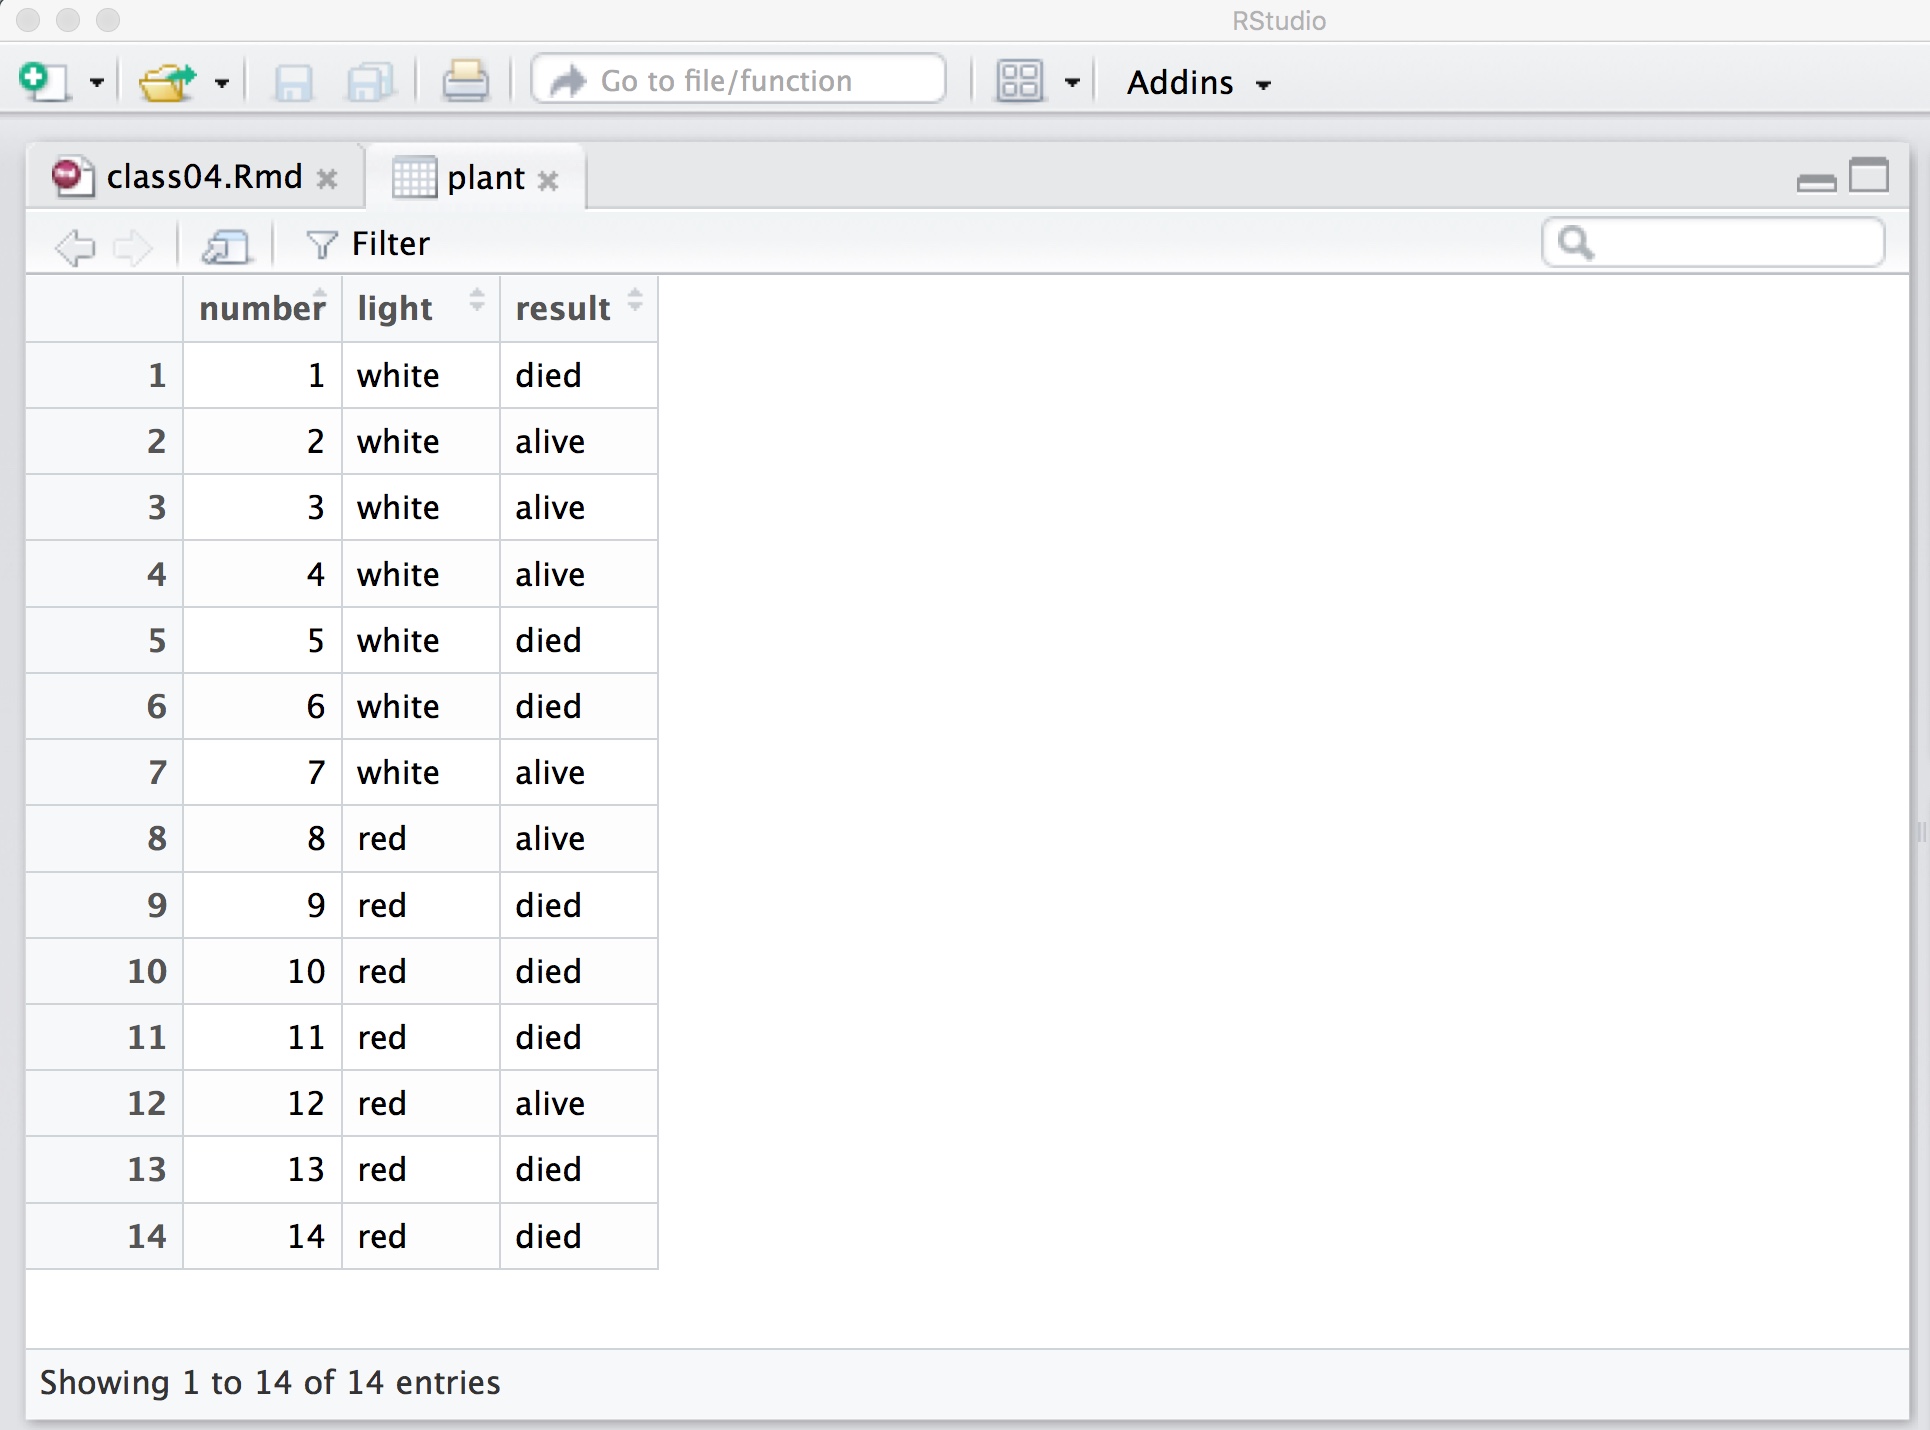 RStudio
Go to file/function Addins
class04.Rmd plant
Filter
number light result
1 1 white died
2 2 white alive
3 3 white alive
4 4 white alive
5 5 white died
6 6 white died
7 7 white alive
8 8 red alive
9 9 red died
10 10 red died
11 11 red died
12 12 red alive
13 13 red died
14 14 red died
Showing 1 to 14 of 14 entries